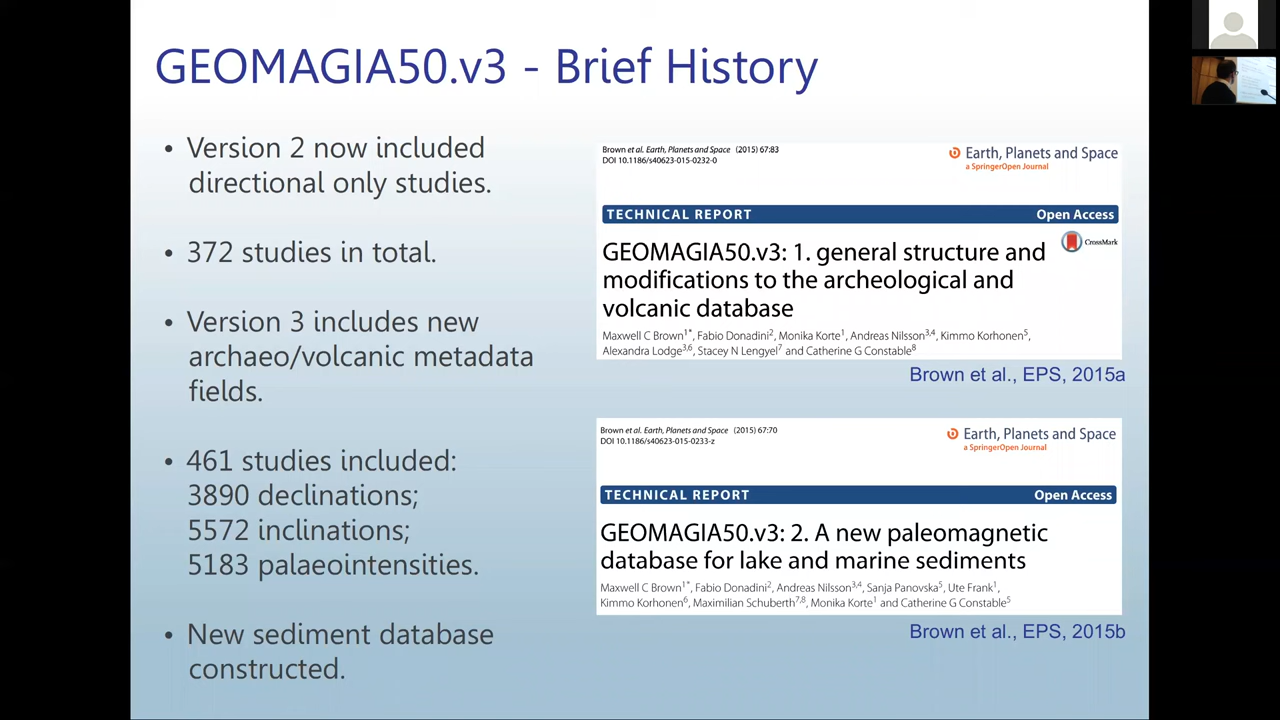 GEOMAGIA50.v3 - Brief History
• Version 2 now included
directional only studies.
• 372 studies in total.
• Version 3 includes new
archaeo/volcanic metadata
fields.
• 461 studies included:
3890 declinations;
5572 inclinations;
5183 palaeointensities.
• New sediment database
constructed.
Brown et al. Earth, Planets and Space (2015) 67:83
DOI 10.1186/s40623-015-0232-0
Earth, Planets and Space
a SpringerOpen Journal
TECHNICAL REPORT Open Access
CrossMark
GEOMAGIA50.v3: 1. general structure and
modifications to the archeological and
volcanic database
Maxwell C Brown1*, Fabio Donadini2, Monika Korte1, Andreas Nilsson3,4, Kimmo Korhonen5,
Alexandra Lodge3,6, Stacey N Lengyel7 and Catherine G Constable8
Brown et al., EPS, 2015a
Brown et al. Earth, Planets and Space (2015) 67:70
DOI 10.1186/s40623-015-0233-z
Earth, Planets and Space
a SpringerOpen Journal
TECHNICAL REPORT Open Access
GEOMAGIA50.v3: 2. A new paleomagnetic
database for lake and marine sediments
Maxwell C Brown1*, Fabio Donadini2, Andreas Nilsson3,4, Sanja Panovska5, Ute Frank1,
Kimmo Korhonen6, Maximilian Schuberth7,8, Monika Korte1 and Catherine G Constable5
Brown et al., EPS, 2015b